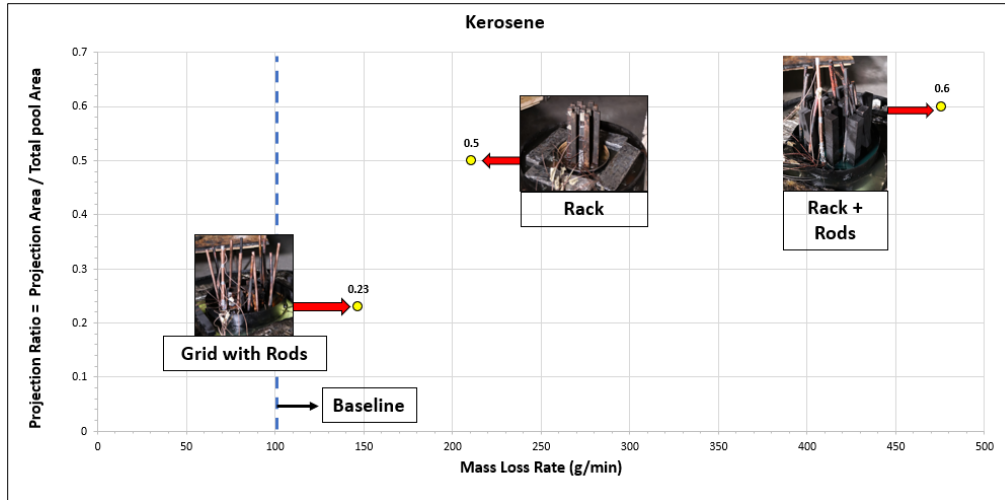 Kerosene
Projection Ratio = Projection Area / Total pool Area
0.7
0.6
0.5
0.4
0.3
0.2
0.1
0
0.6
0.5
Rack
Rack +
Rods
0.23
Grid with Rods
Baseline
0
50
100
150
200
250
300
350
400
450
500
Mass Loss Rate (g/min)